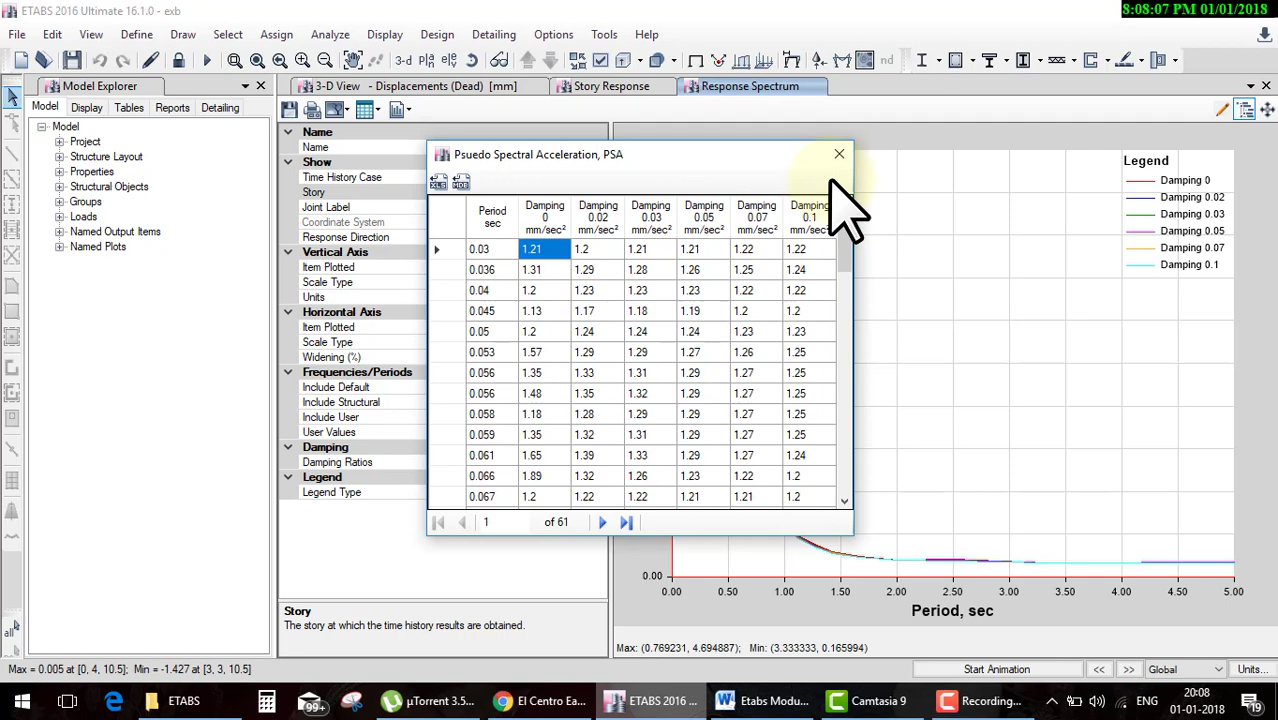 ETABS 2016 Ultimate 16.1.0 - exb
8:08:07 PM 01/01/2018
File Edit View Define Draw Select Assign Analyze Display Design Detailing Options Tools Help
3-d nd
Model Explorer
3-D View - Displacements (Dead) [mm] Story Response Response Spectrum
Model Display Tables Reports Detailing
Model
Project
Structure Layout
Properties
Structural Objects
Groups
Loads
Named Output Items
Named Plots
all
Name
Name
Show
Time History Case
Story
Joint Label
Coordinate System
Response Direction
Vertical Axis
Item Plotted
Scale Type
Units
Horizontal Axis
Item Plotted
Scale Type
Widening (%)
Frequencies/Periods
Include Default
Include Structural
Include User
User Values
Damping
Damping Ratios
Legend
Legend Type
Story
The story at which the time history results are obtained.
Psuedo Spectral Acceleration, PSA
XLS MDB
Period sec Damping 0 mm/sec² Damping 0.02 mm/sec² Damping 0.03 mm/sec² Damping 0.05 mm/sec² Damping 0.07 mm/sec² Damping 0.1 mm/sec²
0.03 1.21 1.2 1.21 1.21 1.22 1.22
0.036 1.31 1.29 1.28 1.26 1.25 1.24
0.04 1.2 1.23 1.23 1.23 1.22 1.22
0.045 1.13 1.17 1.18 1.19 1.2 1.2
0.05 1.2 1.24 1.24 1.24 1.23 1.23
0.053 1.57 1.29 1.29 1.27 1.26 1.25
0.056 1.35 1.33 1.31 1.29 1.27 1.25
0.056 1.48 1.35 1.32 1.29 1.27 1.25
0.058 1.18 1.28 1.29 1.29 1.27 1.25
0.059 1.35 1.32 1.31 1.29 1.27 1.25
0.061 1.65 1.39 1.33 1.29 1.27 1.24
0.066 1.89 1.32 1.26 1.23 1.22 1.2
0.067 1.2 1.22 1.22 1.21 1.21 1.2
1 of 61
Legend
Damping 0
Damping 0.02
Damping 0.03
Damping 0.05
Damping 0.07
Damping 0.1
0.00
0.00 0.50 1.00 1.50 2.00 2.50 3.00 3.50 4.00 4.50 5.00
Period, sec
Max: (0.769231, 4.694887); Min: (3.333333, 0.165994)
Max = 0.005 at [0, 4, 10.5]; Min = -1.427 at [3, 3, 10.5]
Start Animation << >> Global Units...
ETABS 99+ µTorrent 3.5... El Centro Ea... ETABS 2016 ... Etabs Modu... Camtasia 9 Recording... ENG 20:08 01-01-2018 19